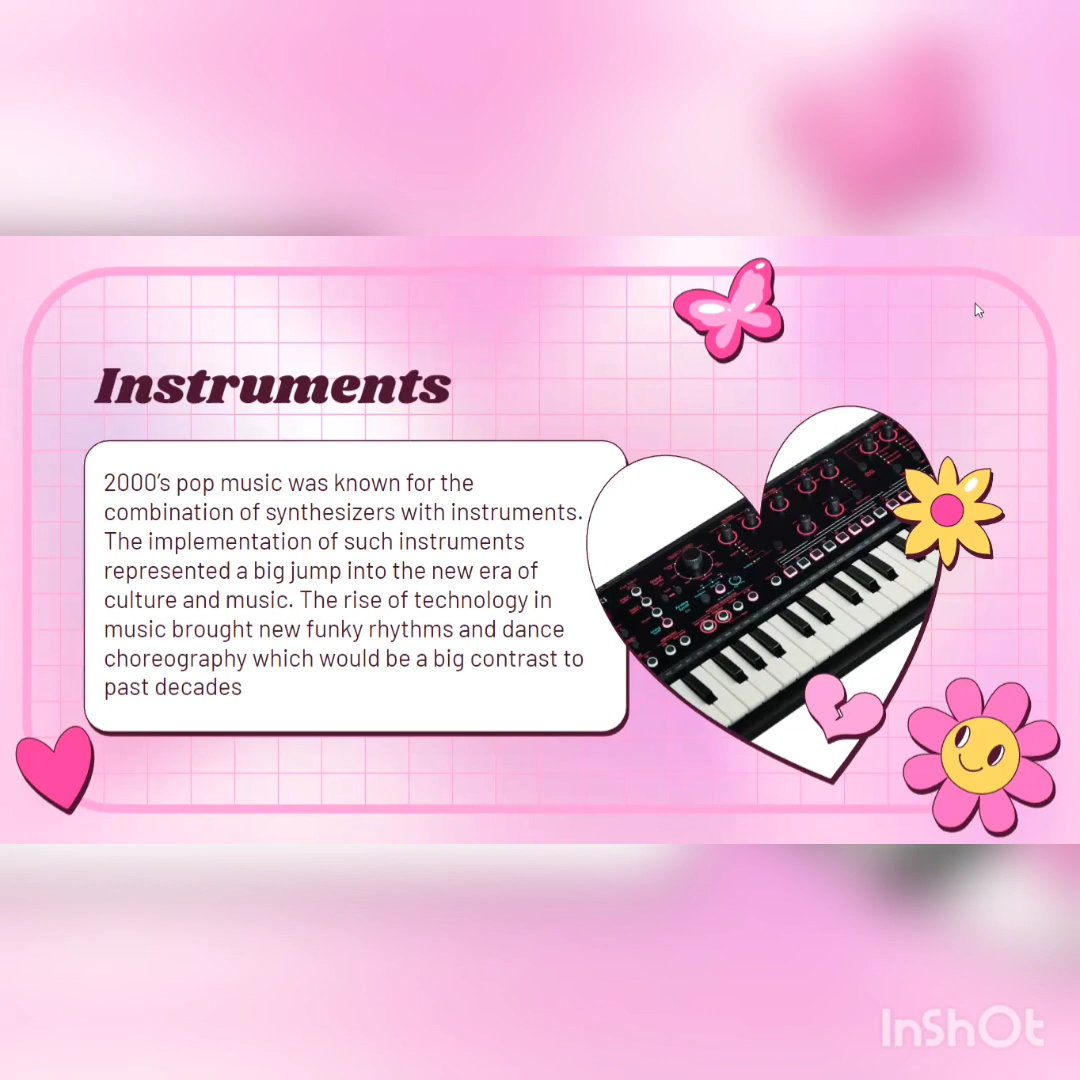 Instruments
2000's pop music was known for the
combination of synthesizers with instruments.
The implementation of such instruments
represented a big jump into the new era of
culture and music. The rise of technology in
music brought new funky rhythms and dance
choreography which would be a big contrast to
past decades
InShOt